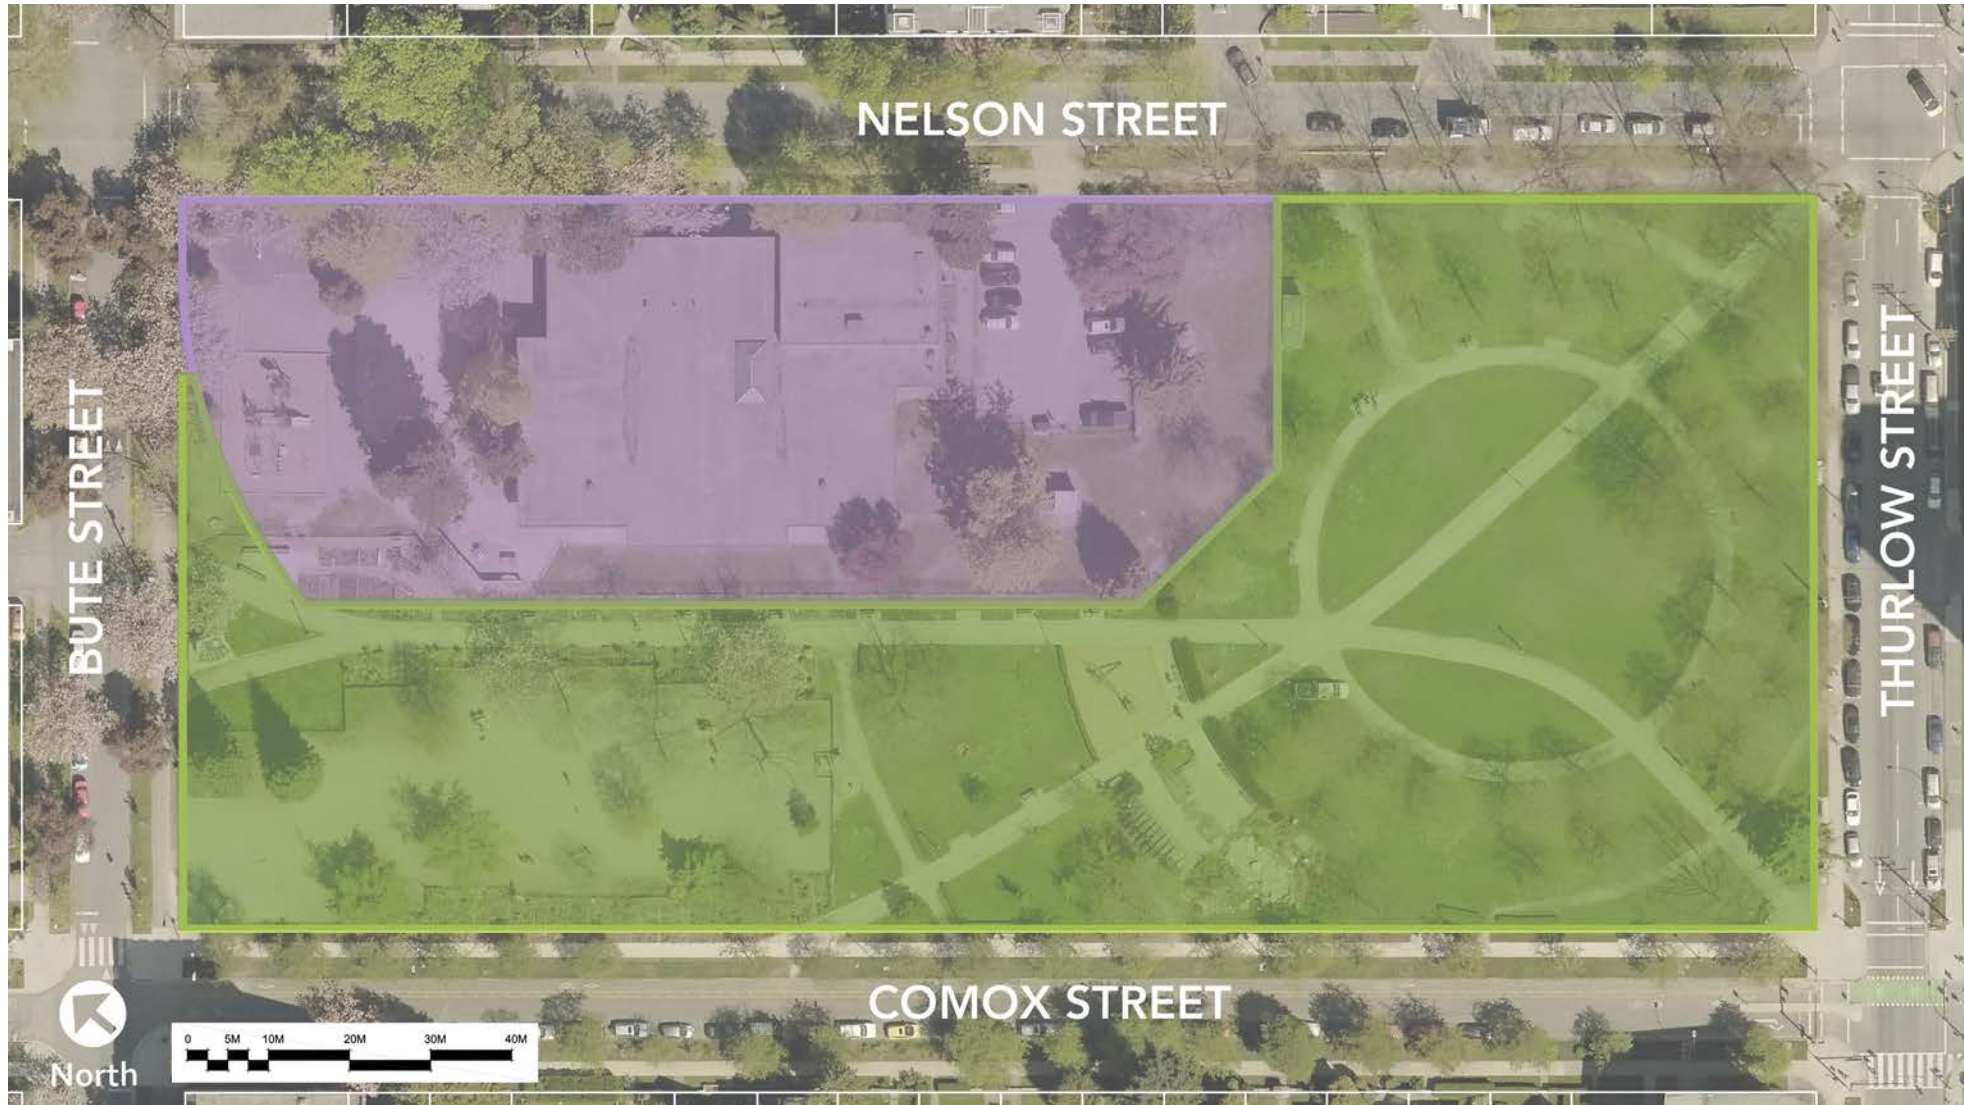 NELSON STREET
BUTE STREET
THURLOW STREET
COMOX STREET
North
0 5M 10M 20M 30M 40M